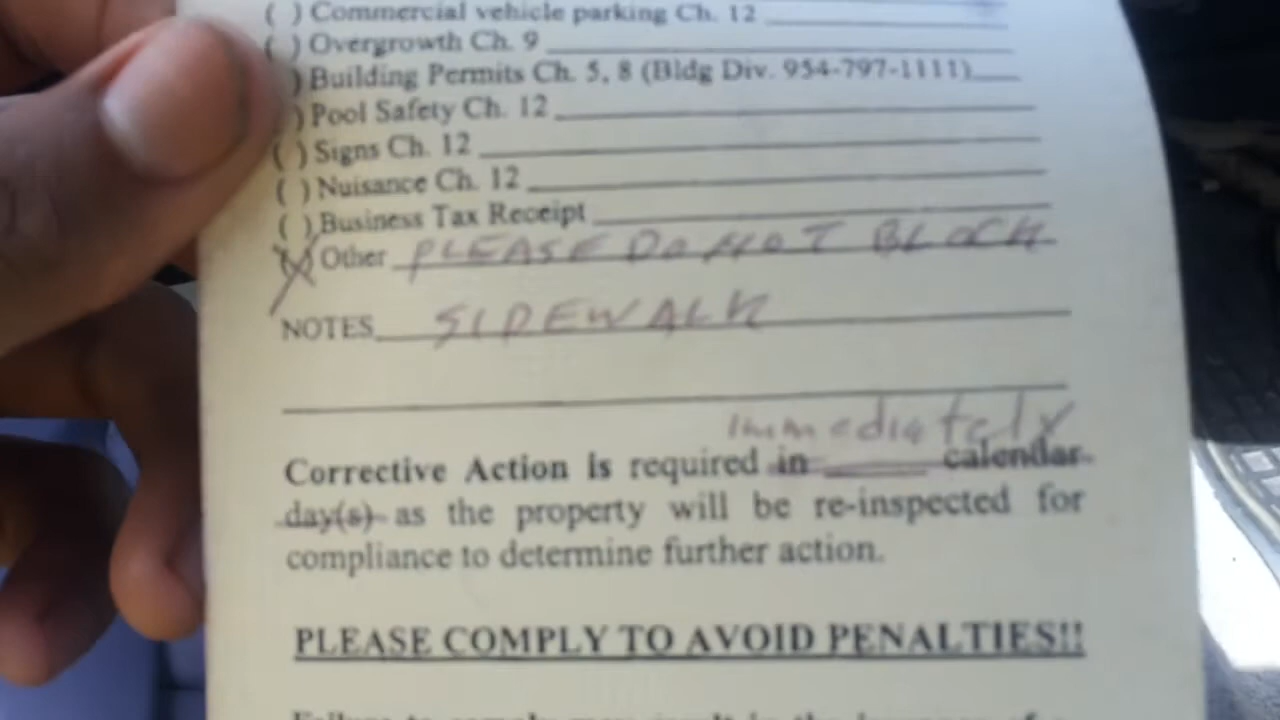 ( ) Commercial vehicle parking Ch. 12
( ) Overgrowth Ch. 9
) Building Permits Ch. 5, 8 (Bldg Div. 954-797-1111)
) Pool Safety Ch. 12
( ) Signs Ch. 12
( ) Nuisance Ch. 12
( ) Business Tax Receipt
(X) Other PLEASE DO NOT BLOCK
NOTES SIDEWALK
immediately
Corrective Action is required in ____ calendar
day(s) as the property will be re-inspected for
compliance to determine further action.
PLEASE COMPLY TO AVOID PENALTIES!!